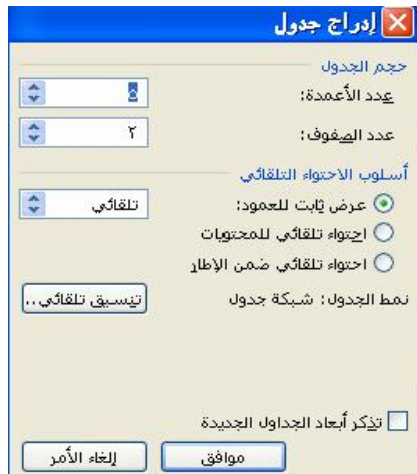 إدراج جدول
حجم الجدول
عدد الأعمدة: ٥
عدد الصفوف: ٢
أسلوب الاحتواء التلقائي
عرض ثابت للعمود: تلقائي
احتواء تلقائي للمحتويات
احتواء تلقائي ضمن الإطار
نمط الجدول: شبكة جدول تنسيق تلقائي..
تذكر أبعاد الجداول الجديدة
موافق إلغاء الأمر